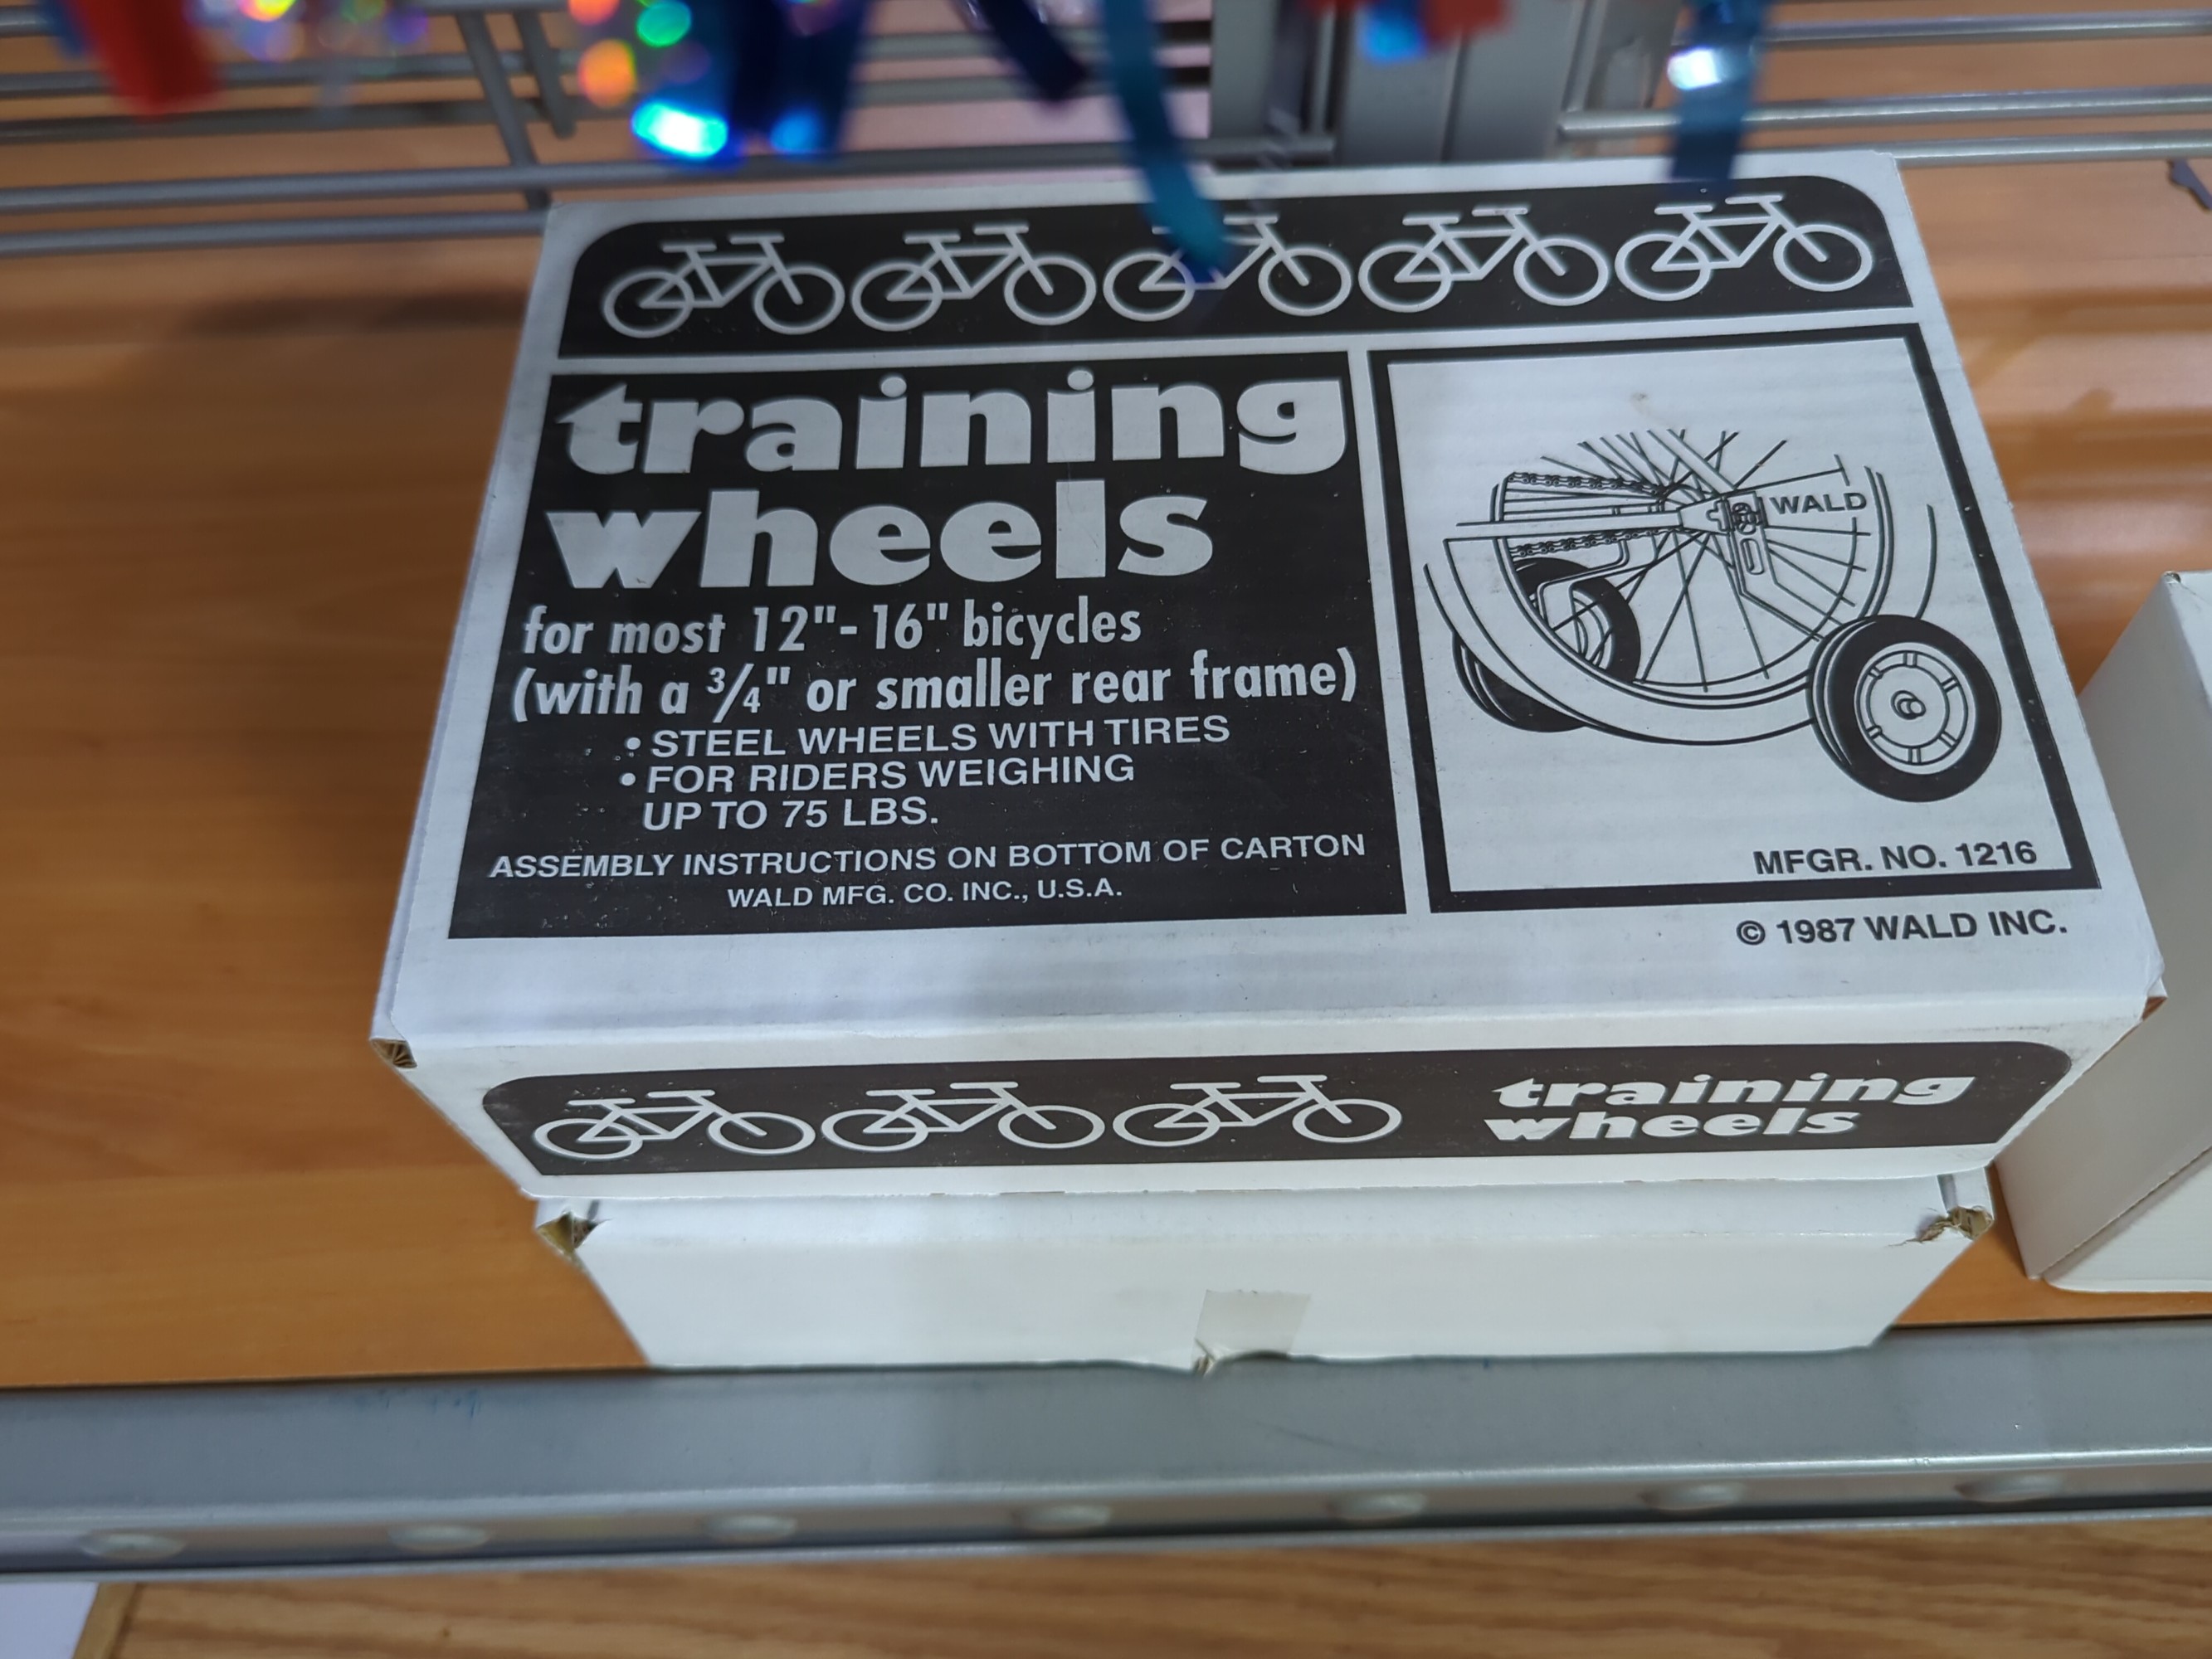 training
wheels
for most 12"-16" bicycles
(with a 3/4" or smaller rear frame)
• STEEL WHEELS WITH TIRES
• FOR RIDERS WEIGHING
UP TO 75 LBS.
ASSEMBLY INSTRUCTIONS ON BOTTOM OF CARTON
WALD MFG. CO. INC., U.S.A.
WALD
MFGR. NO. 1216
© 1987 WALD INC.
training
wheels